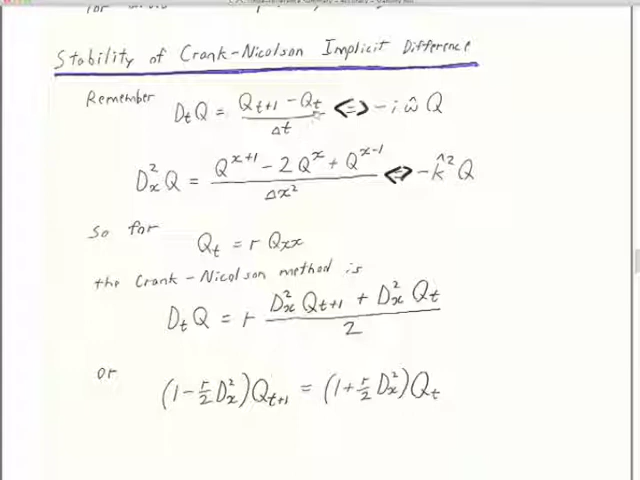 Stability of Crank-Nicolson Implicit Difference
Remember
D_t Q = (Q_{t+1} - Q_t) / Δt <=> -i ω̂ Q
D_x^2 Q = (Q^{x+1} - 2Q^x + Q^{x-1}) / Δx^2 <=> -k̂^2 Q
So for
Q_t = r Q_xx
the Crank-Nicolson method is
D_t Q = r (D_x^2 Q_{t+1} + D_x^2 Q_t) / 2
or
(1 - r/2 D_x^2) Q_{t+1} = (1 + r/2 D_x^2) Q_t